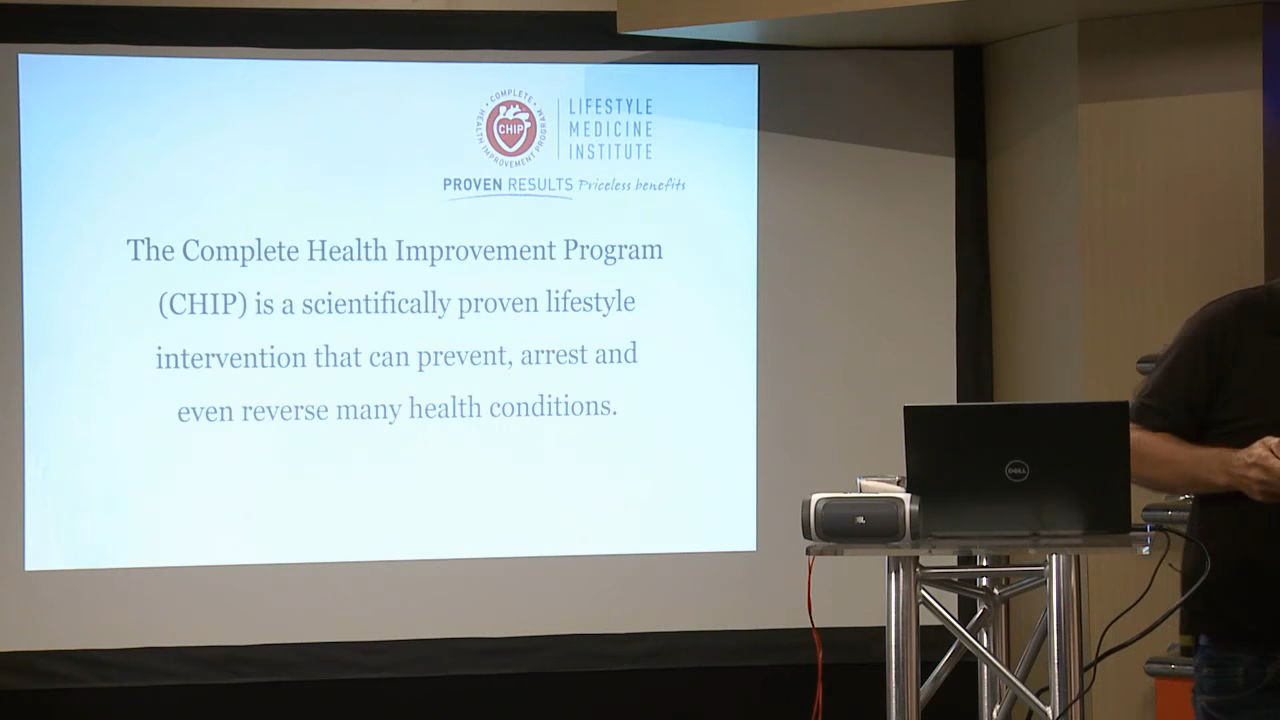 COMPLETE
HEALTH IMPROVEMENT PROGRAM
CHIP
LIFESTYLE
MEDICINE
INSTITUTE
PROVEN RESULTS Priceless benefits
The Complete Health Improvement Program
(CHIP) is a scientifically proven lifestyle
intervention that can prevent, arrest and
even reverse many health conditions.
DELL
JBL